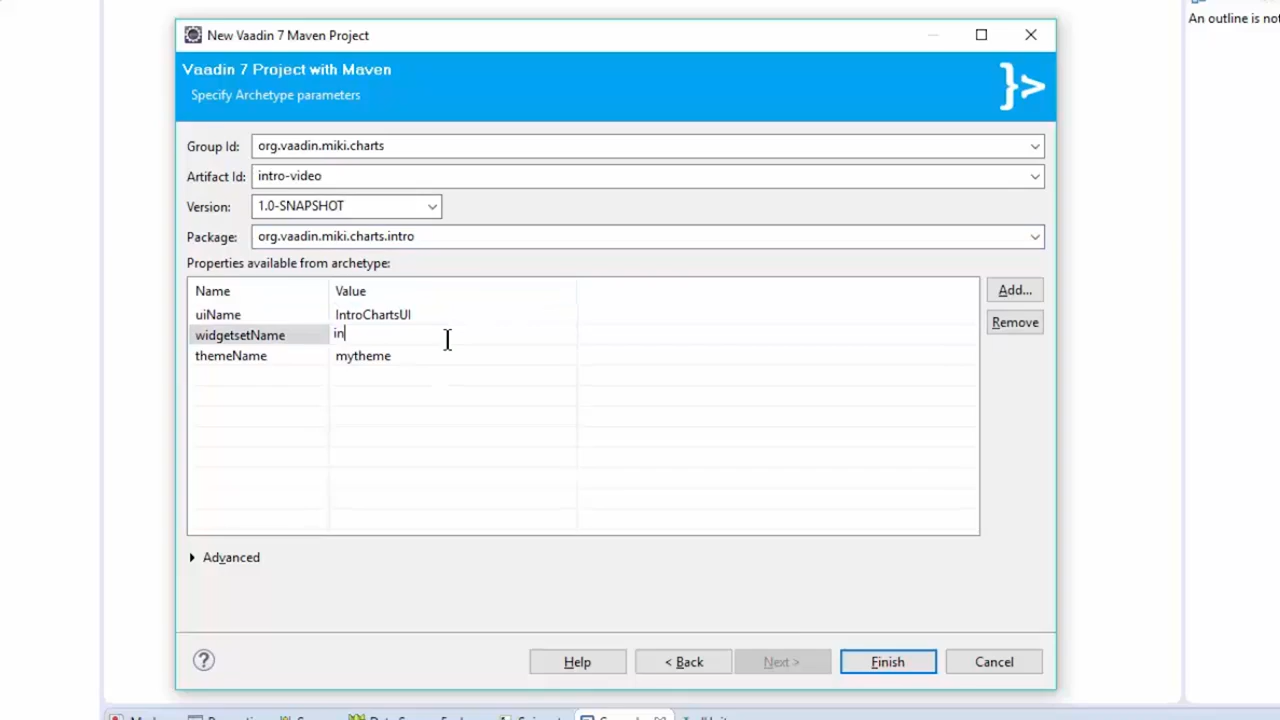 An outline is not
New Vaadin 7 Maven Project
Vaadin 7 Project with Maven
Specify Archetype parameters
}>
Group Id: org.vaadin.miki.charts
Artifact Id: intro-video
Version: 1.0-SNAPSHOT
Package: org.vaadin.miki.charts.intro
Properties available from archetype:
Name Value Add...
uiName IntroChartsUI
Remove
widgetsetName in
themeName mytheme
Advanced
? Help < Back Next > Finish Cancel